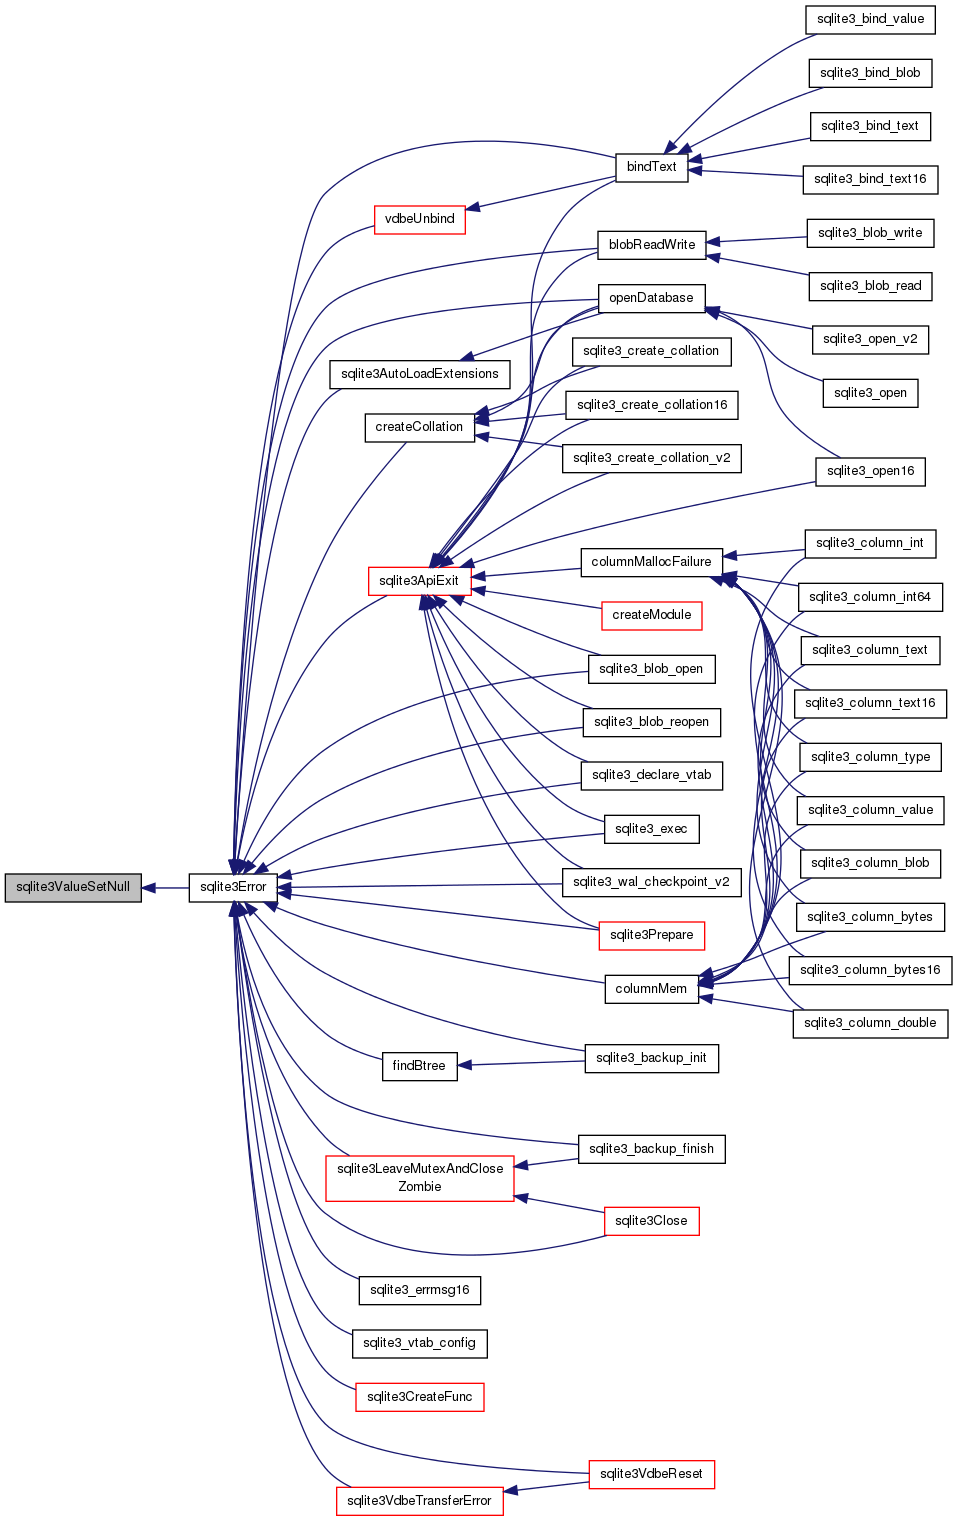 sqlite3_bind_value
sqlite3_bind_blob
sqlite3_bind_text
bindText
sqlite3_bind_text16
vdbeUnbind
sqlite3_blob_write
blobReadWrite
sqlite3_blob_read
openDatabase
sqlite3_open_v2
sqlite3_create_collation
sqlite3AutoLoadExtensions
sqlite3_open
sqlite3_create_collation16
createCollation
sqlite3_create_collation_v2
sqlite3_open16
sqlite3_column_int
columnMallocFailure
sqlite3ApiExit
sqlite3_column_int64
createModule
sqlite3_column_text
sqlite3_blob_open
sqlite3_column_text16
sqlite3_blob_reopen
sqlite3_column_type
sqlite3_declare_vtab
sqlite3_column_value
sqlite3_exec
sqlite3_column_blob
sqlite3ValueSetNull
sqlite3Error
sqlite3_wal_checkpoint_v2
sqlite3_column_bytes
sqlite3Prepare
sqlite3_column_bytes16
columnMem
sqlite3_column_double
sqlite3_backup_init
findBtree
sqlite3_backup_finish
sqlite3LeaveMutexAndClose
Zombie
sqlite3Close
sqlite3_errmsg16
sqlite3_vtab_config
sqlite3CreateFunc
sqlite3VdbeReset
sqlite3VdbeTransferError